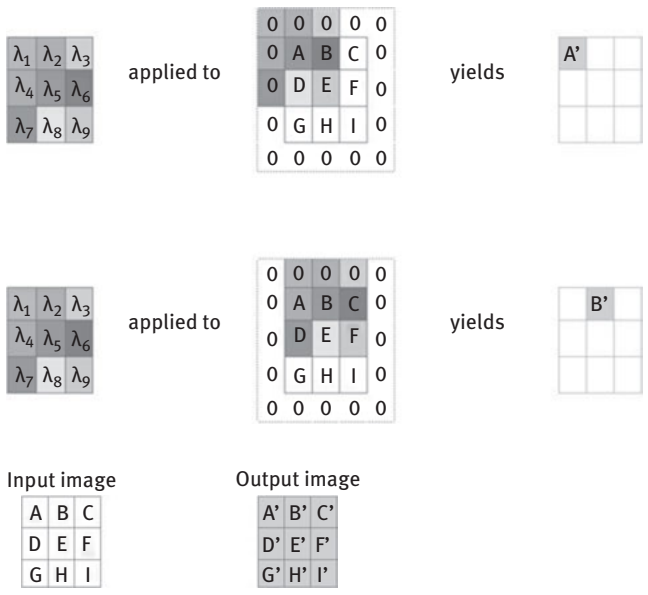 λ₁ λ₂ λ₃
λ₄ λ₅ λ₆
λ₇ λ₈ λ₉
applied to
0 0 0 0 0
0 A B C 0
0 D E F 0
0 G H I 0
0 0 0 0 0
yields
A’
λ₁ λ₂ λ₃
λ₄ λ₅ λ₆
λ₇ λ₈ λ₉
applied to
0 0 0 0 0
0 A B C 0
0 D E F 0
0 G H I 0
0 0 0 0 0
yields
B’
Input image
A B C
D E F
G H I
Output image
A’ B’ C’
D’ E’ F’
G’ H’ I’